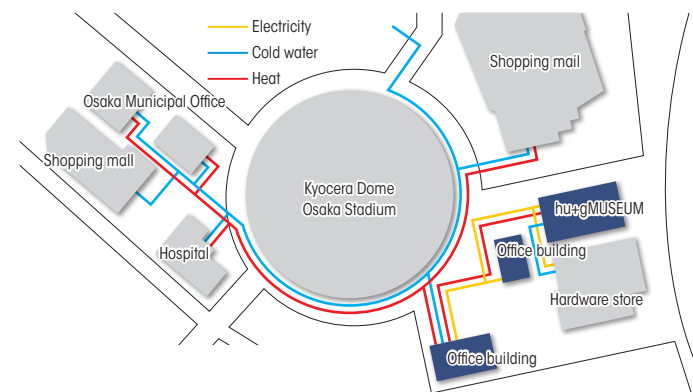 Electricity
Cold water
Heat
Shopping mail
Osaka Municipal Office
Shopping mall
Kyocera Dome
Osaka Stadium
hu+gMUSEUM
Office building
Hospital
Hardware store
Office building